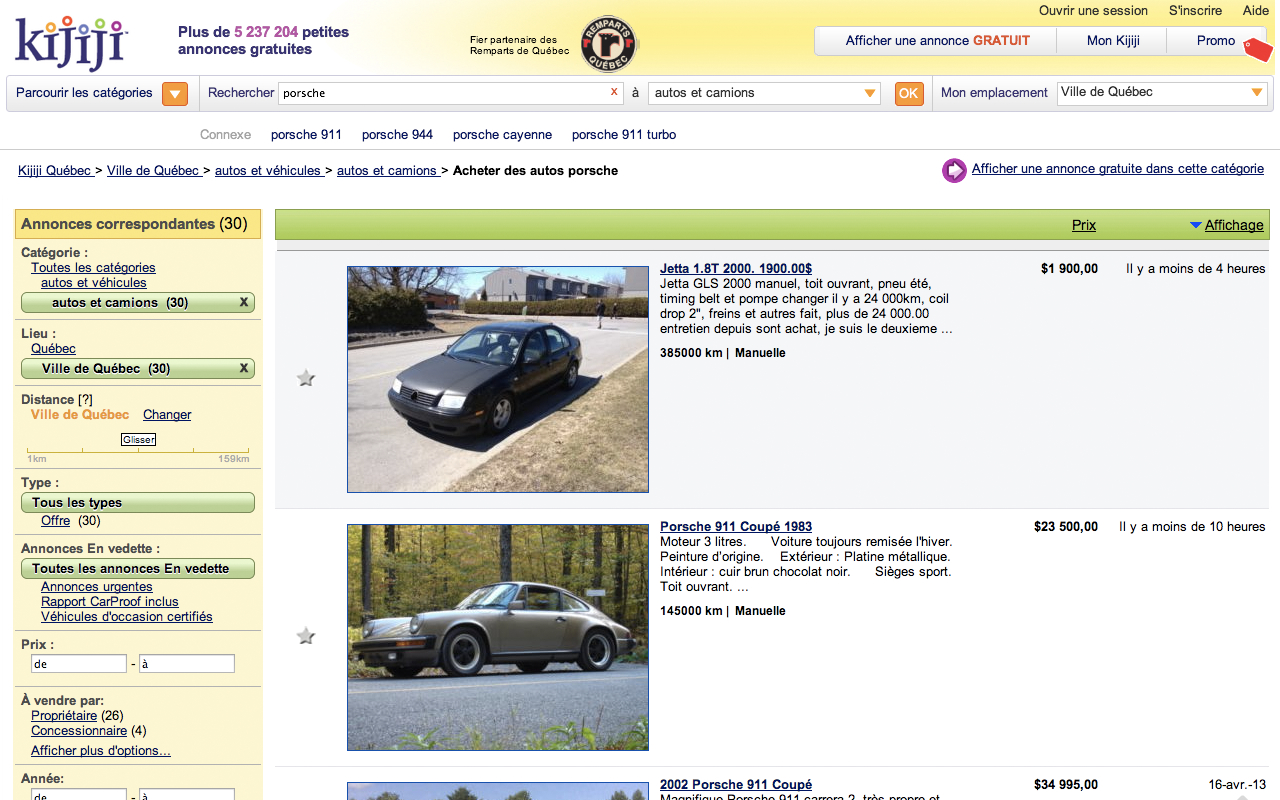 Ouvrir une session S'inscrire Aide
kijiji
Plus de 5 237 204 petites
annonces gratuites
Fier partenaire des
Remparts de Québec
REMPARTS
QUÉBEC
Afficher une annonce GRATUIT
Mon Kijiji
Promo
Parcourir les catégories
Rechercher porsche x à autos et camions OK
Mon emplacement Ville de Québec
Connexe porsche 911 porsche 944 porsche cayenne porsche 911 turbo
Kijiji Québec > Ville de Québec > autos et véhicules > autos et camions > Acheter des autos porsche
Afficher une annonce gratuite dans cette catégorie
Annonces correspondantes (30)
Catégorie :
Toutes les catégories
autos et véhicules
autos et camions (30) X
Lieu :
Québec
Ville de Québec (30) X
Distance [?]
Ville de Québec Changer
Glisser
1km 159km
Type :
Tous les types
Offre (30)
Annonces En vedette :
Toutes les annonces En vedette
Annonces urgentes
Rapport CarProof inclus
Véhicules d'occasion certifiés
Prix :
de - à
À vendre par:
Propriétaire (26)
Concessionnaire (4)
Afficher plus d'options...
Année:
de - à
Prix Affichage
Jetta 1.8T 2000. 1900.00$ $1 900,00 Il y a moins de 4 heures
Jetta GLS 2000 manuel, toit ouvrant, pneu été,
timing belt et pompe changer il y a 24 000km, coil
drop 2", freins et autres fait, plus de 24 000.00
entretien depuis sont achat, je suis le deuxieme ...
385000 km | Manuelle
Porsche 911 Coupé 1983 $23 500,00 Il y a moins de 10 heures
Moteur 3 litres. Voiture toujours remisée l'hiver.
Peinture d'origine. Extérieur : Platine métallique.
Intérieur : cuir brun chocolat noir. Sièges sport.
Toit ouvrant. ...
145000 km | Manuelle
2002 Porsche 911 Coupé $34 995,00 16-avr.-13
Magnifique Porsche 911 carrera 2, très propre et